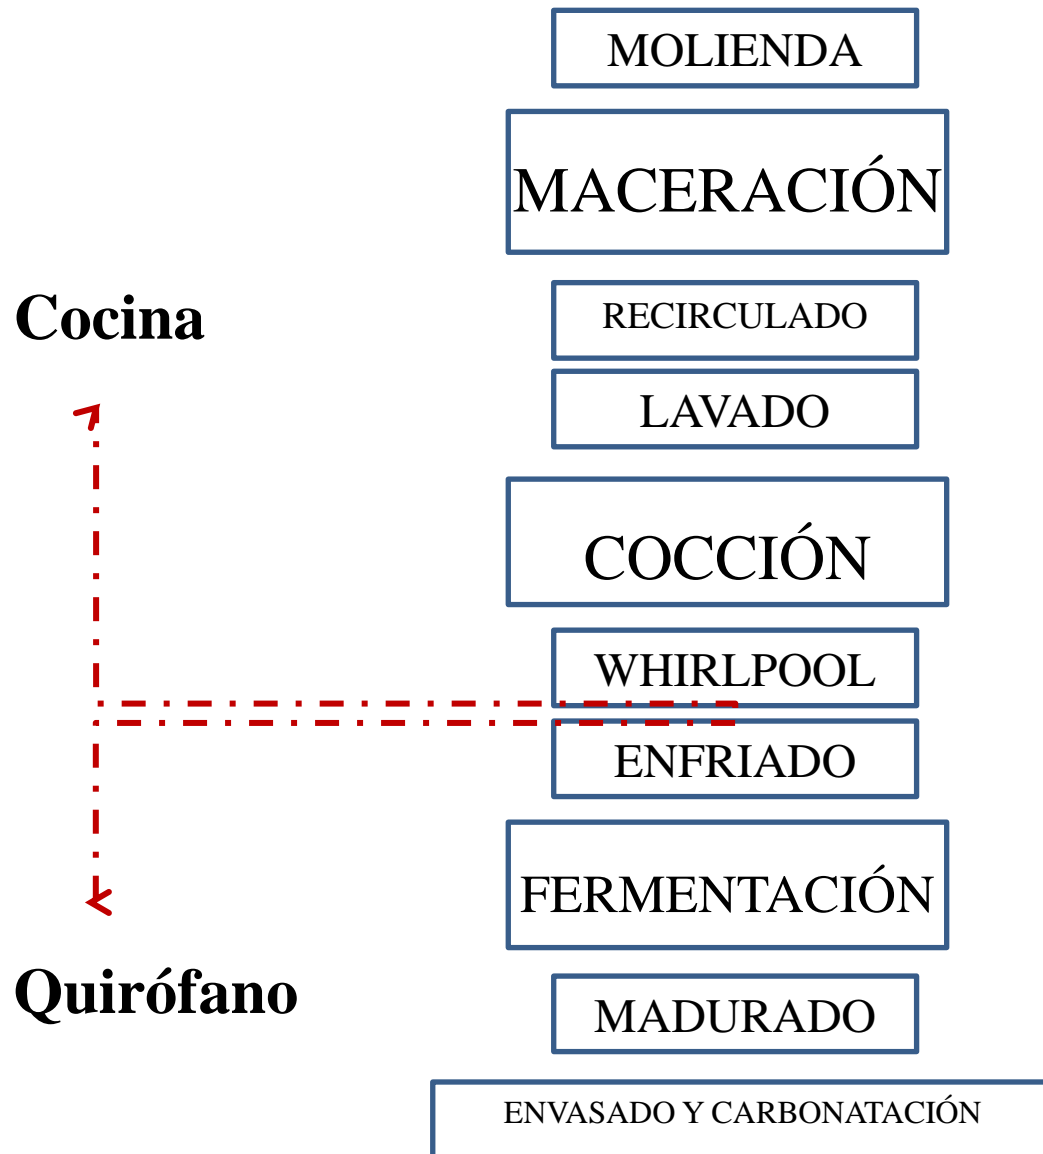 MOLIENDA
MACERACIÓN
Cocina
RECIRCULADO
LAVADO
COCCIÓN
WHIRLPOOL
ENFRIADO
FERMENTACIÓN
Quirófano
MADURADO
ENVASADO Y CARBONATACIÓN